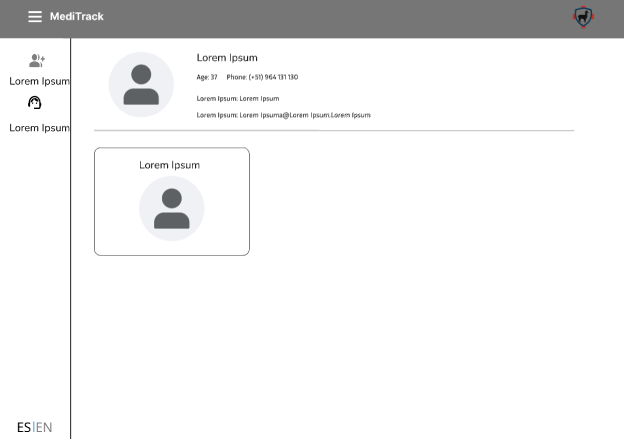 MediTrack
Lorem Ipsum
Lorem Ipsum
ES|EN
Lorem Ipsum
Age: 37 Phone: (+51) 964 131 130
Lorem Ipsum: Lorem Ipsum
Lorem Ipsum: Lorem Ipsuma@Lorem Ipsum.Lorem Ipsum
Lorem Ipsum